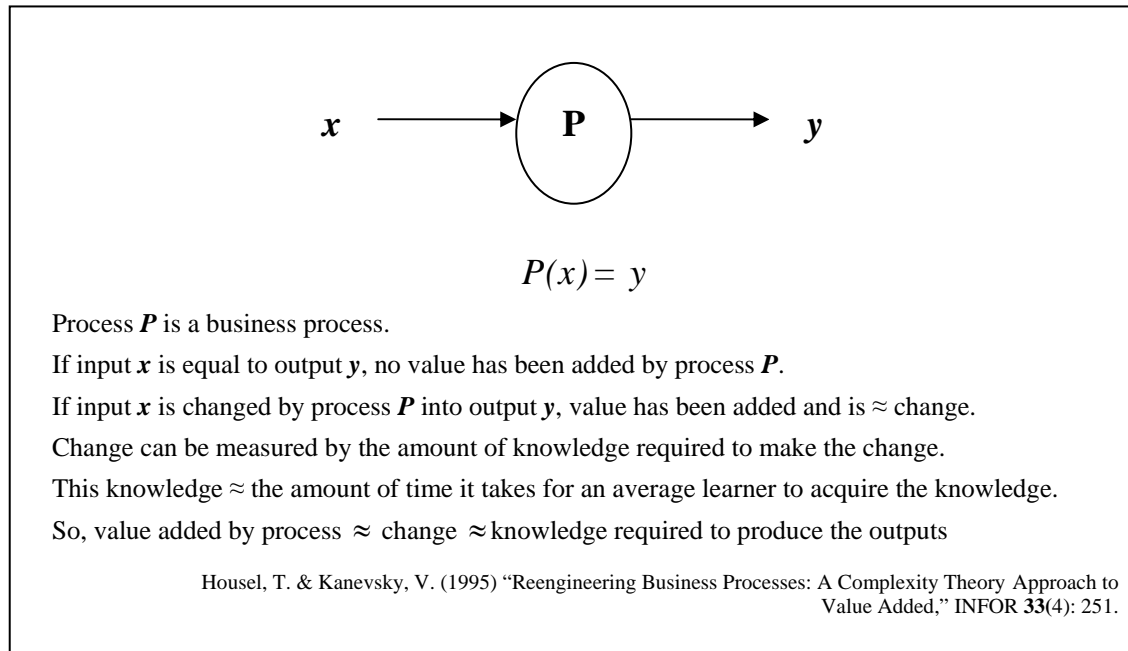 x P y
P(x) = y
Process P is a business process.
If input x is equal to output y, no value has been added by process P.
If input x is changed by process P into output y, value has been added and is ≈ change.
Change can be measured by the amount of knowledge required to make the change.
This knowledge ≈ the amount of time it takes for an average learner to acquire the knowledge.
So, value added by process ≈ change ≈ knowledge required to produce the outputs
Housel, T. & Kanevsky, V. (1995) “Reengineering Business Processes: A Complexity Theory Approach to
Value Added,” INFOR 33(4): 251.